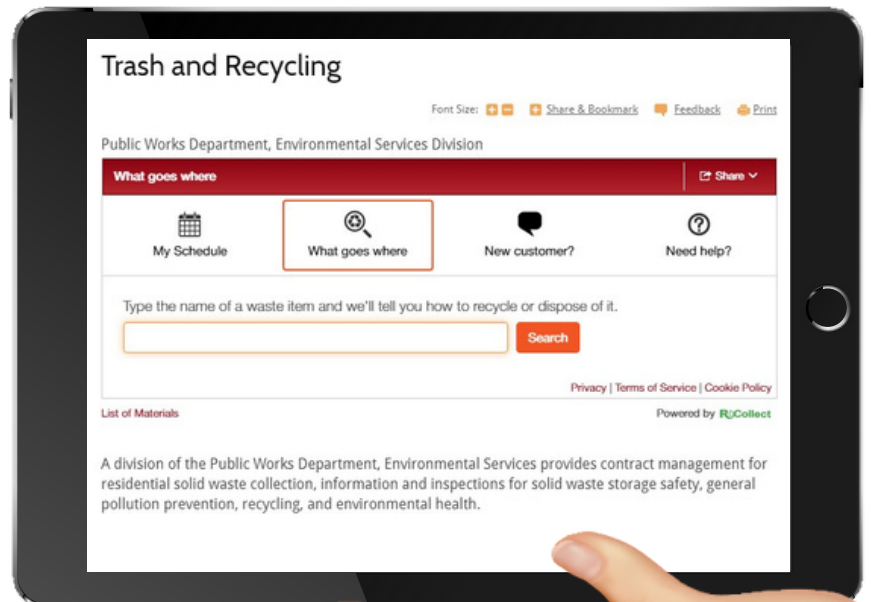 Trash and Recycling
Font Size: Share & Bookmark Feedback Print
Public Works Department, Environmental Services Division
What goes where Share
My Schedule What goes where New customer? Need help?
Type the name of a waste item and we'll tell you how to recycle or dispose of it.
Search
Privacy | Terms of Service | Cookie Policy
List of Materials Powered by ReCollect
A division of the Public Works Department, Environmental Services provides contract management for
residential solid waste collection, information and inspections for solid waste storage safety, general
pollution prevention, recycling, and environmental health.